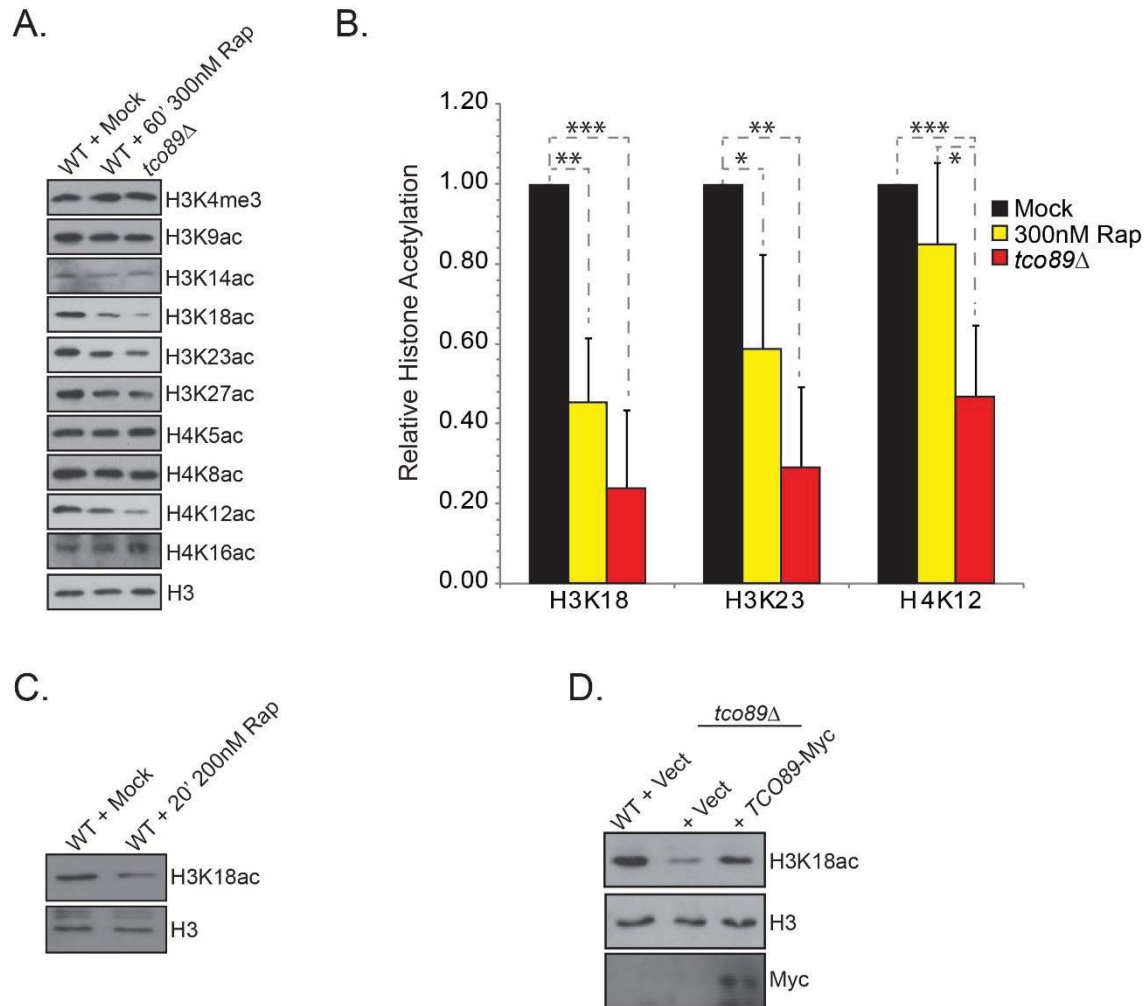 A.
WT + Mock
WT + 60’ 300nM Rap
tco89Δ
H3K4me3
H3K9ac
H3K14ac
H3K18ac
H3K23ac
H3K27ac
H4K5ac
H4K8ac
H4K12ac
H4K16ac
H3
B.
Relative Histone Acetylation
1.20
1.00
0.80
0.60
0.40
0.20
0.00
***
**
**
*
***
*
Mock
300nM Rap
tco89Δ
H3K18
H3K23
H4K12
C.
WT + Mock
WT + 20’ 200nM Rap
H3K18ac
H3
D.
tco89Δ
WT + Vect
+ Vect
+ TCO89-Myc
H3K18ac
H3
Myc